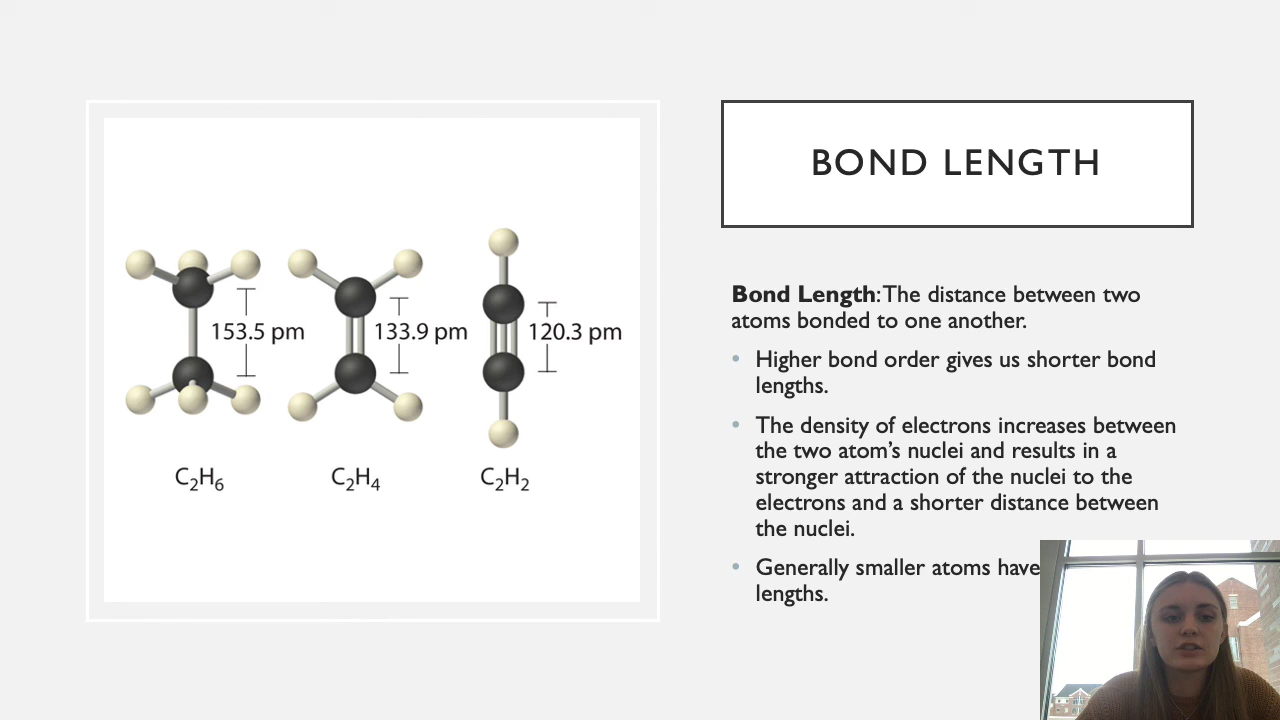 BOND LENGTH
153.5 pm
133.9 pm
120.3 pm
C₂H₆
C₂H₄
C₂H₂
Bond Length: The distance between two
atoms bonded to one another.
• Higher bond order gives us shorter bond
lengths.
• The density of electrons increases between
the two atom’s nuclei and results in a
stronger attraction of the nuclei to the
electrons and a shorter distance between
the nuclei.
• Generally smaller atoms have
lengths.